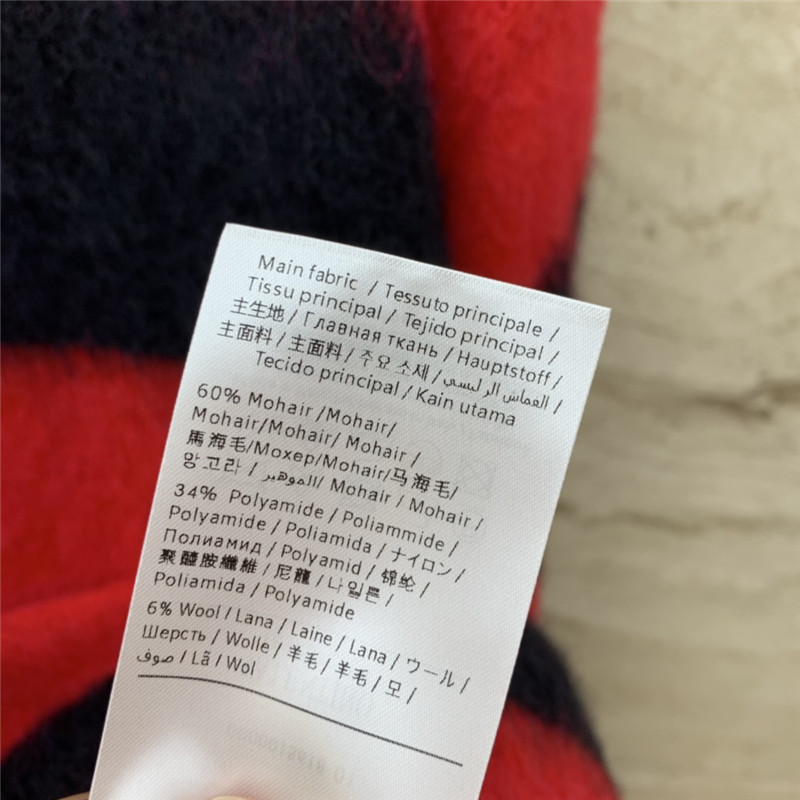 Main fabric / Tessuto principale /
Tissu principal / Tejido principal /
主生地 / Главная ткань / Hauptstoff /
主面料 / 主面料 / 주요 소재 / القماش الرئيسي /
Tecido principal / Kain utama
60% Mohair /Mohair/
Mohair/Mohair/ Mohair /
馬海毛/Мохер/Mohair/马海毛/
앙고라 / الموهير/ Mohair / Mohair /
34% Polyamide / Poliammide /
Polyamide / Poliamida / ナイロン /
Полиамид / Polyamid / 锦纶 /
聚醯胺纖維 / 尼龍 / 나일론 /
Poliamida / Polyamide
6% Wool / Lana / Laine / Lana / ウール /
Шерсть / Wolle / 羊毛 / 羊毛 / 모 /
صوف / Lã / Wol